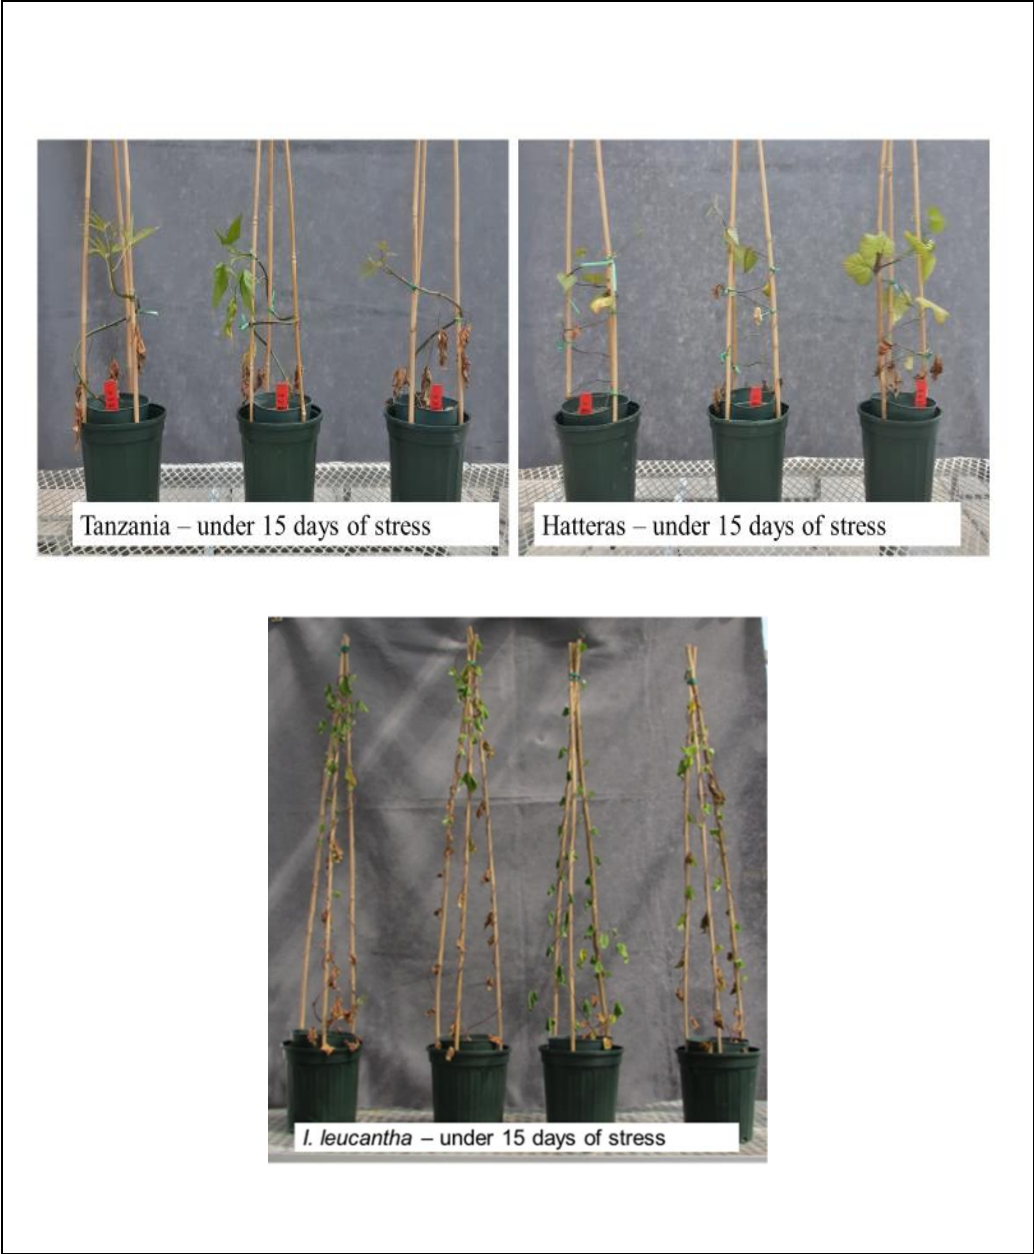 Tanzania – under 15 days of stress
Hatteras – under 15 days of stress
I. leucantha – under 15 days of stress